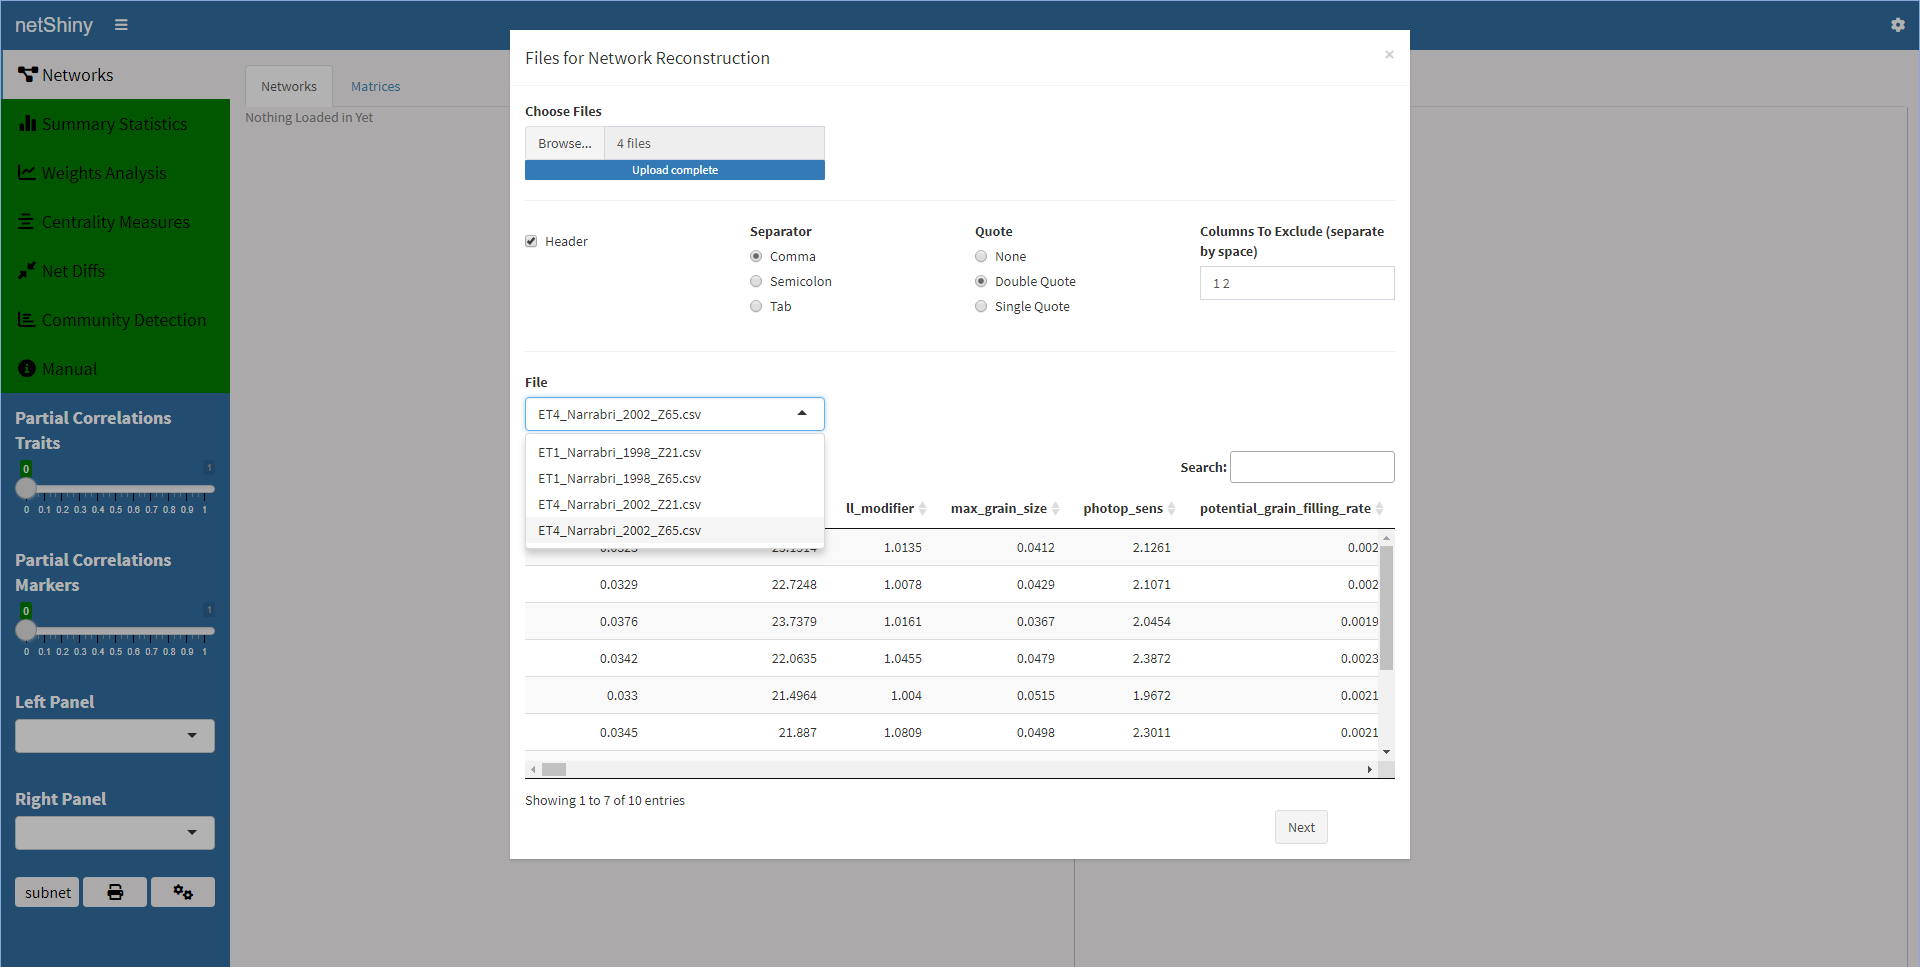 netShiny
Networks
Summary Statistics
Weights Analysis
Centrality Measures
Net Diffs
Community Detection
Manual
Partial Correlations
Traits
0 1
0 0.1 0.2 0.3 0.4 0.5 0.6 0.7 0.8 0.9 1
Partial Correlations
Markers
0 1
0 0.1 0.2 0.3 0.4 0.5 0.6 0.7 0.8 0.9 1
Left Panel
Right Panel
subnet
Networks Matrices
Nothing Loaded in Yet
Files for Network Reconstruction ×
Choose Files
Browse... 4 files
Upload complete
Header
Separator
Comma
Semicolon
Tab
Quote
None
Double Quote
Single Quote
Columns To Exclude (separate
by space)
1 2
File
ET4_Narrabri_2002_Z65.csv
ET1_Narrabri_1998_Z21.csv
ET1_Narrabri_1998_Z65.csv
ET4_Narrabri_2002_Z21.csv
ET4_Narrabri_2002_Z65.csv
Search:
ll_modifier max_grain_size photop_sens potential_grain_filling_rate
1.0135 0.0412 2.1261 0.002
0.0329 22.7248 1.0078 0.0429 2.1071 0.002
0.0376 23.7379 1.0161 0.0367 2.0454 0.0019
0.0342 22.0635 1.0455 0.0479 2.3872 0.0023
0.033 21.4964 1.004 0.0515 1.9672 0.0021
0.0345 21.887 1.0809 0.0498 2.3011 0.0021
Showing 1 to 7 of 10 entries
Next